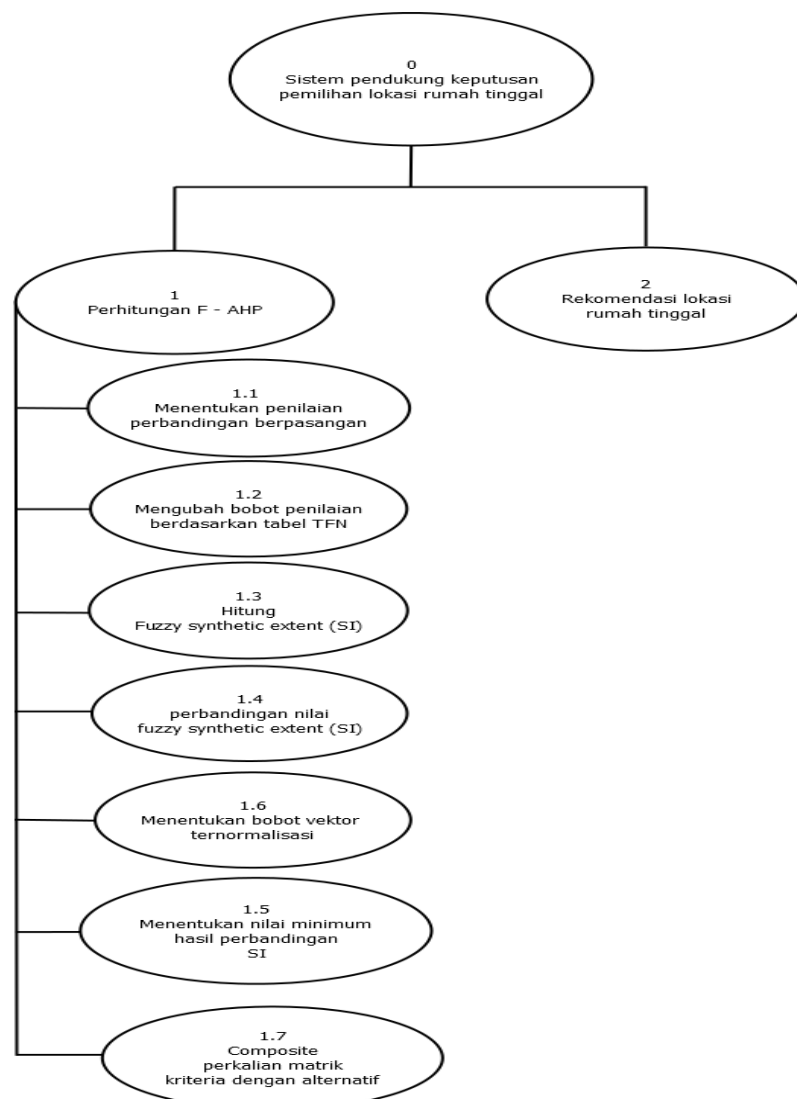 0
Sistem pendukung keputusan
pemilihan lokasi rumah tinggal
1
Perhitungan F - AHP
2
Rekomendasi lokasi
rumah tinggal
1.1
Menentukan penilaian
perbandingan berpasangan
1.2
Mengubah bobot penilaian
berdasarkan tabel TFN
1.3
Hitung
Fuzzy synthetic extent (SI)
1.4
perbandingan nilai
fuzzy synthetic extent (SI)
1.6
Menentukan bobot vektor
ternormalisasi
1.5
Menentukan nilai minimum
hasil perbandingan
SI
1.7
Composite
perkalian matrik
kriteria dengan alternatif